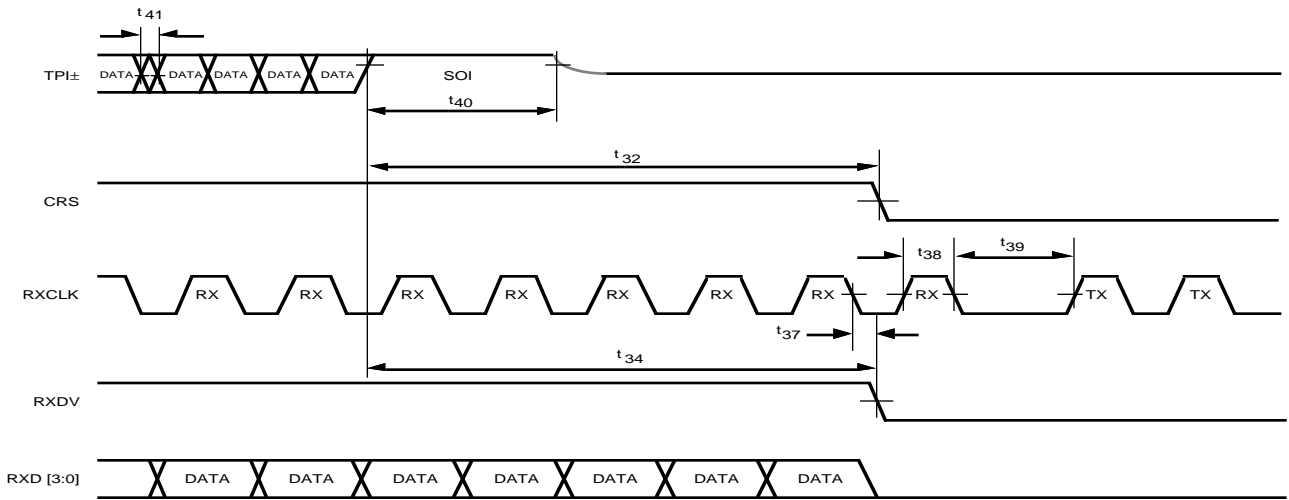 t41
TPI± DATA DATA DATA DATA DATA SOI
t40
t32
CRS
t38 t39
RXCLK RX RX RX RX RX RX RX RX TX TX
t37
t34
RXDV
RXD [3:0] DATA DATA DATA DATA DATA DATA DATA